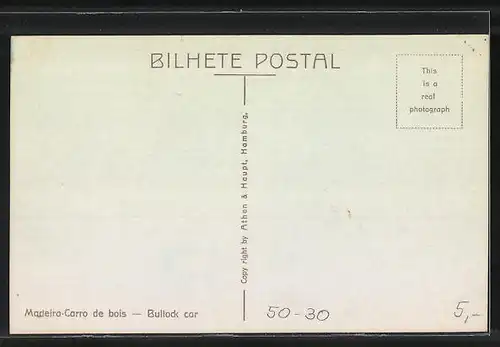 BILHETE POSTAL
This
is a
real
photograph
Copy right by Athen & Haupt, Hamburg,
Madeira-Carro de bois — Bullock car
50-30
5,-